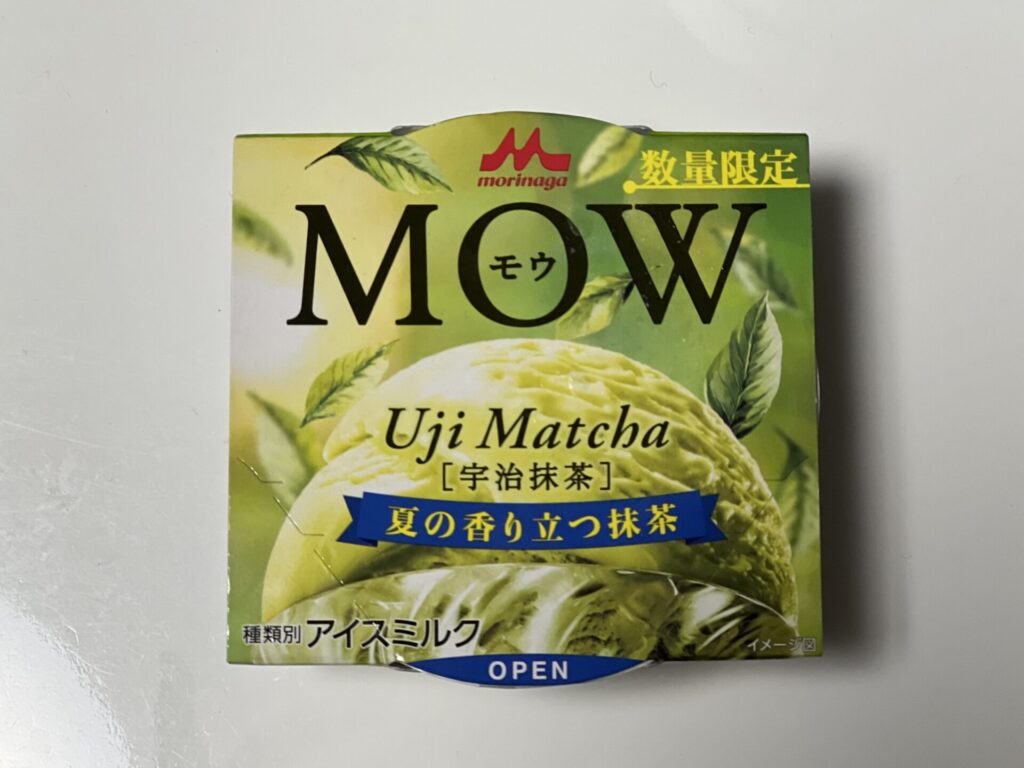 morinaga
数量限定
MOW
モウ
Uji Matcha
[宇治抹茶]
夏の香り立つ抹茶
種類別 アイスミルク
イメージ図
OPEN